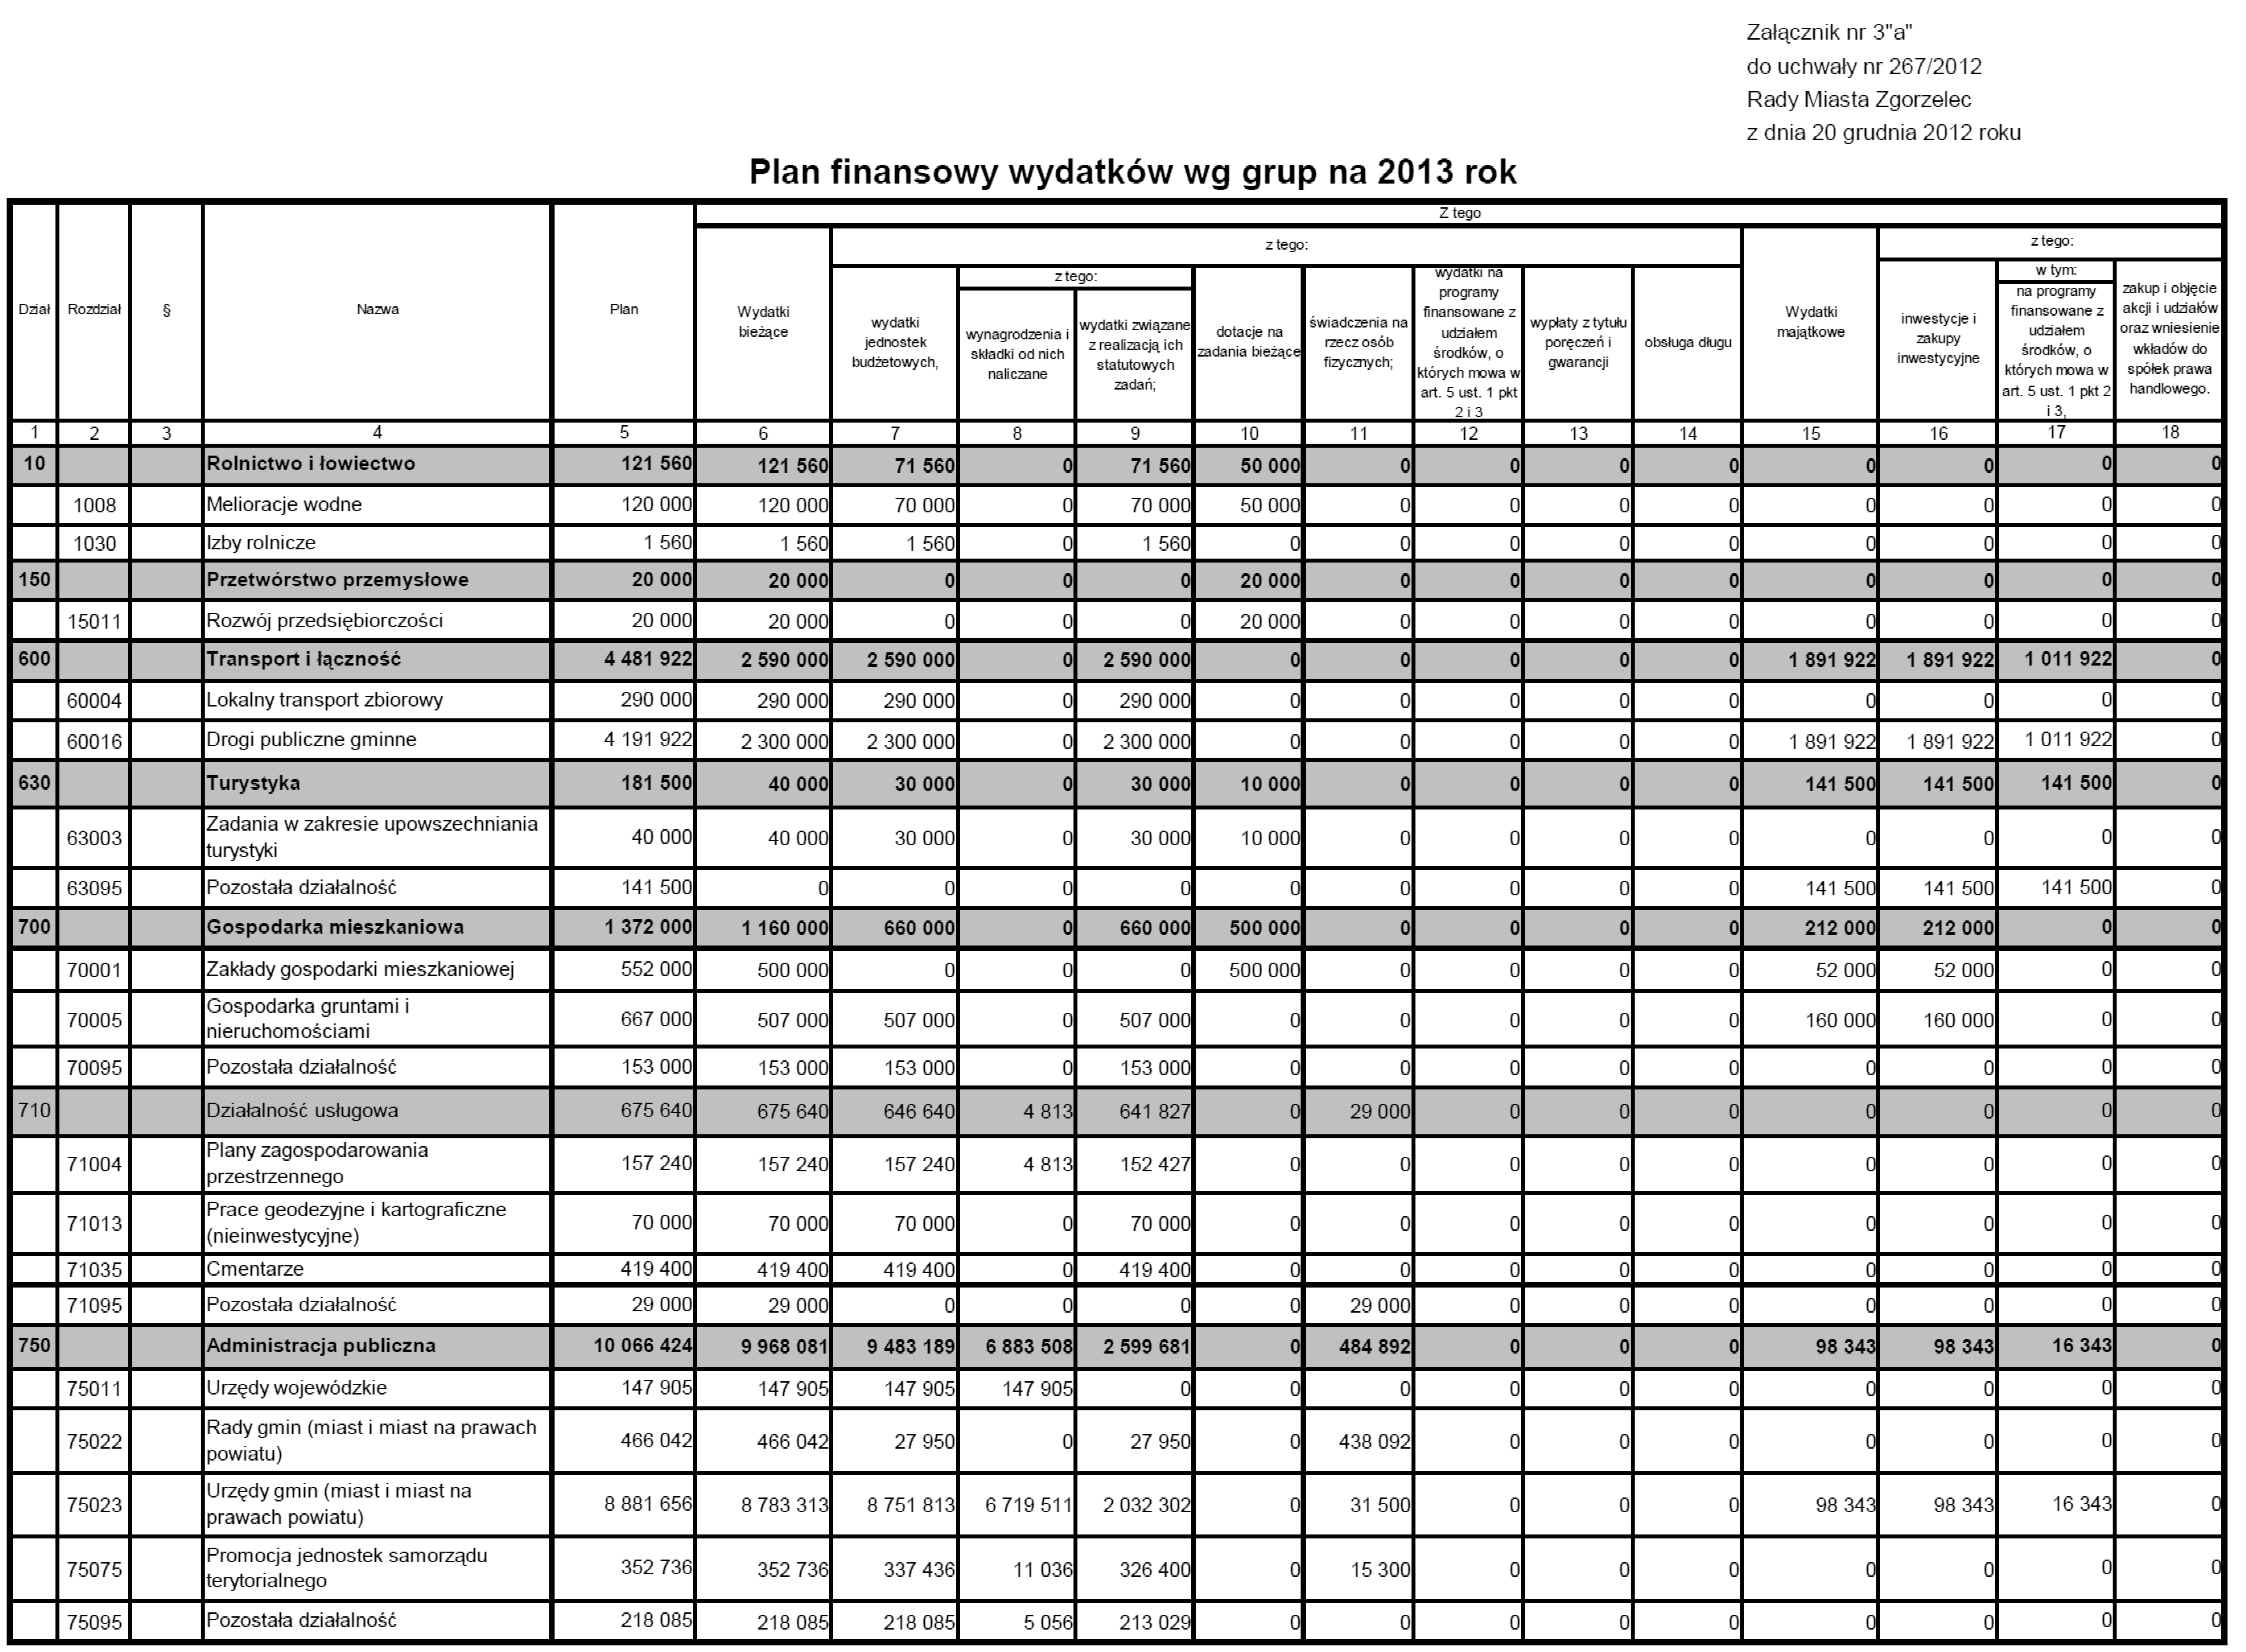 Załącznik nr 3"a"
do uchwały nr 267/2012
Rady Miasta Zgorzelec
z dnia 20 grudnia 2012 roku
Plan finansowy wydatków wg grup na 2013 rok
Z tego
z tego:
z tego:
z tego:
w tym:
Dział Rozdział § Nazwa Plan
Wydatki
bieżące
wydatki
jednostek
budżetowych,
wynagrodzenia i
składki od nich
naliczane
wydatki związane
z realizacją ich
statutowych
zadań;
dotacje na
zadania bieżące
świadczenia na
rzecz osób
fizycznych;
wydatki na
programy
finansowane z
udziałem
środków, o
których mowa w
art. 5 ust. 1 pkt
2 i 3
wypłaty z tytułu
poręczeń i
gwarancji
obsługa długu
Wydatki
majątkowe
inwestycje i
zakupy
inwestycyjne
na programy
finansowane z
udziałem
środków, o
których mowa w
art. 5 ust. 1 pkt 2
i 3,
zakup i objęcie
akcji i udziałów
oraz wniesienie
wkładów do
spółek prawa
handlowego.
1 2 3 4 5 6 7 8 9 10 11 12 13 14 15 16 17 18
10 Rolnictwo i łowiectwo 121 560 121 560 71 560 0 71 560 50 000 0 0 0 0 0 0 0 0
1008 Melioracje wodne 120 000 120 000 70 000 0 70 000 50 000 0 0 0 0 0 0 0 0
1030 Izby rolnicze 1 560 1 560 1 560 0 1 560 0 0 0 0 0 0 0 0 0
150 Przetwórstwo przemysłowe 20 000 20 000 0 0 0 20 000 0 0 0 0 0 0 0 0
15011 Rozwój przedsiębiorczości 20 000 20 000 0 0 0 20 000 0 0 0 0 0 0 0 0
600 Transport i łączność 4 481 922 2 590 000 2 590 000 0 2 590 000 0 0 0 0 0 1 891 922 1 891 922 1 011 922 0
60004 Lokalny transport zbiorowy 290 000 290 000 290 000 0 290 000 0 0 0 0 0 0 0 0 0
60016 Drogi publiczne gminne 4 191 922 2 300 000 2 300 000 0 2 300 000 0 0 0 0 0 1 891 922 1 891 922 1 011 922 0
630 Turystyka 181 500 40 000 30 000 0 30 000 10 000 0 0 0 0 141 500 141 500 141 500 0
63003 Zadania w zakresie upowszechniania
turystyki 40 000 40 000 30 000 0 30 000 10 000 0 0 0 0 0 0 0 0
63095 Pozostała działalność 141 500 0 0 0 0 0 0 0 0 0 141 500 141 500 141 500 0
700 Gospodarka mieszkaniowa 1 372 000 1 160 000 660 000 0 660 000 500 000 0 0 0 0 212 000 212 000 0 0
70001 Zakłady gospodarki mieszkaniowej 552 000 500 000 0 0 0 500 000 0 0 0 0 52 000 52 000 0 0
70005 Gospodarka gruntami i
nieruchomościami 667 000 507 000 507 000 0 507 000 0 0 0 0 0 160 000 160 000 0 0
70095 Pozostała działalność 153 000 153 000 153 000 0 153 000 0 0 0 0 0 0 0 0 0
710 Działalność usługowa 675 640 675 640 646 640 4 813 641 827 0 29 000 0 0 0 0 0 0 0
71004 Plany zagospodarowania
przestrzennego 157 240 157 240 157 240 4 813 152 427 0 0 0 0 0 0 0 0 0
71013 Prace geodezyjne i kartograficzne
(nieinwestycyjne) 70 000 70 000 70 000 0 70 000 0 0 0 0 0 0 0 0 0
71035 Cmentarze 419 400 419 400 419 400 0 419 400 0 0 0 0 0 0 0 0 0
71095 Pozostała działalność 29 000 29 000 0 0 0 0 29 000 0 0 0 0 0 0 0
750 Administracja publiczna 10 066 424 9 968 081 9 483 189 6 883 508 2 599 681 0 484 892 0 0 0 98 343 98 343 16 343 0
75011 Urzędy wojewódzkie 147 905 147 905 147 905 147 905 0 0 0 0 0 0 0 0 0 0
75022 Rady gmin (miast i miast na prawach
powiatu) 466 042 466 042 27 950 0 27 950 0 438 092 0 0 0 0 0 0 0
75023 Urzędy gmin (miast i miast na
prawach powiatu) 8 881 656 8 783 313 8 751 813 6 719 511 2 032 302 0 31 500 0 0 0 98 343 98 343 16 343 0
75075 Promocja jednostek samorządu
terytorialnego 352 736 352 736 337 436 11 036 326 400 0 15 300 0 0 0 0 0 0 0
75095 Pozostała działalność 218 085 218 085 218 085 5 056 213 029 0 0 0 0 0 0 0 0 0